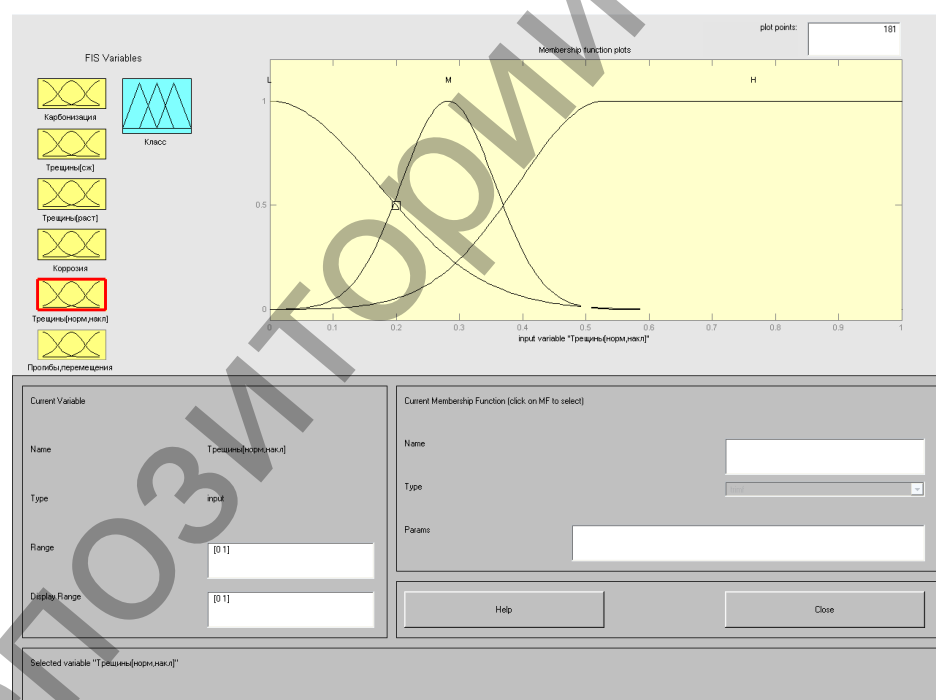 plot points:
181
FIS Variables
Membership function plots
Карбонизация
Класс
Трещины[сж]
Трещины[раст]
Коррозия
Трещины[норм,накл]
Прогибы,перемещения
L
M
H
1
0.5
0
0
0.1
0.2
0.3
0.4
0.5
0.6
0.7
0.8
0.9
1
input variable "Трещины[норм,накл]"
Current Variable
Name
Трещины[норм,накл]
Type
input
Range
[0 1]
Display Range
[0 1]
Current Membership Function (click on MF to select)
Name
Type
Params
Help
Close
Selected variable "Трещины[норм,накл]"
позиторий